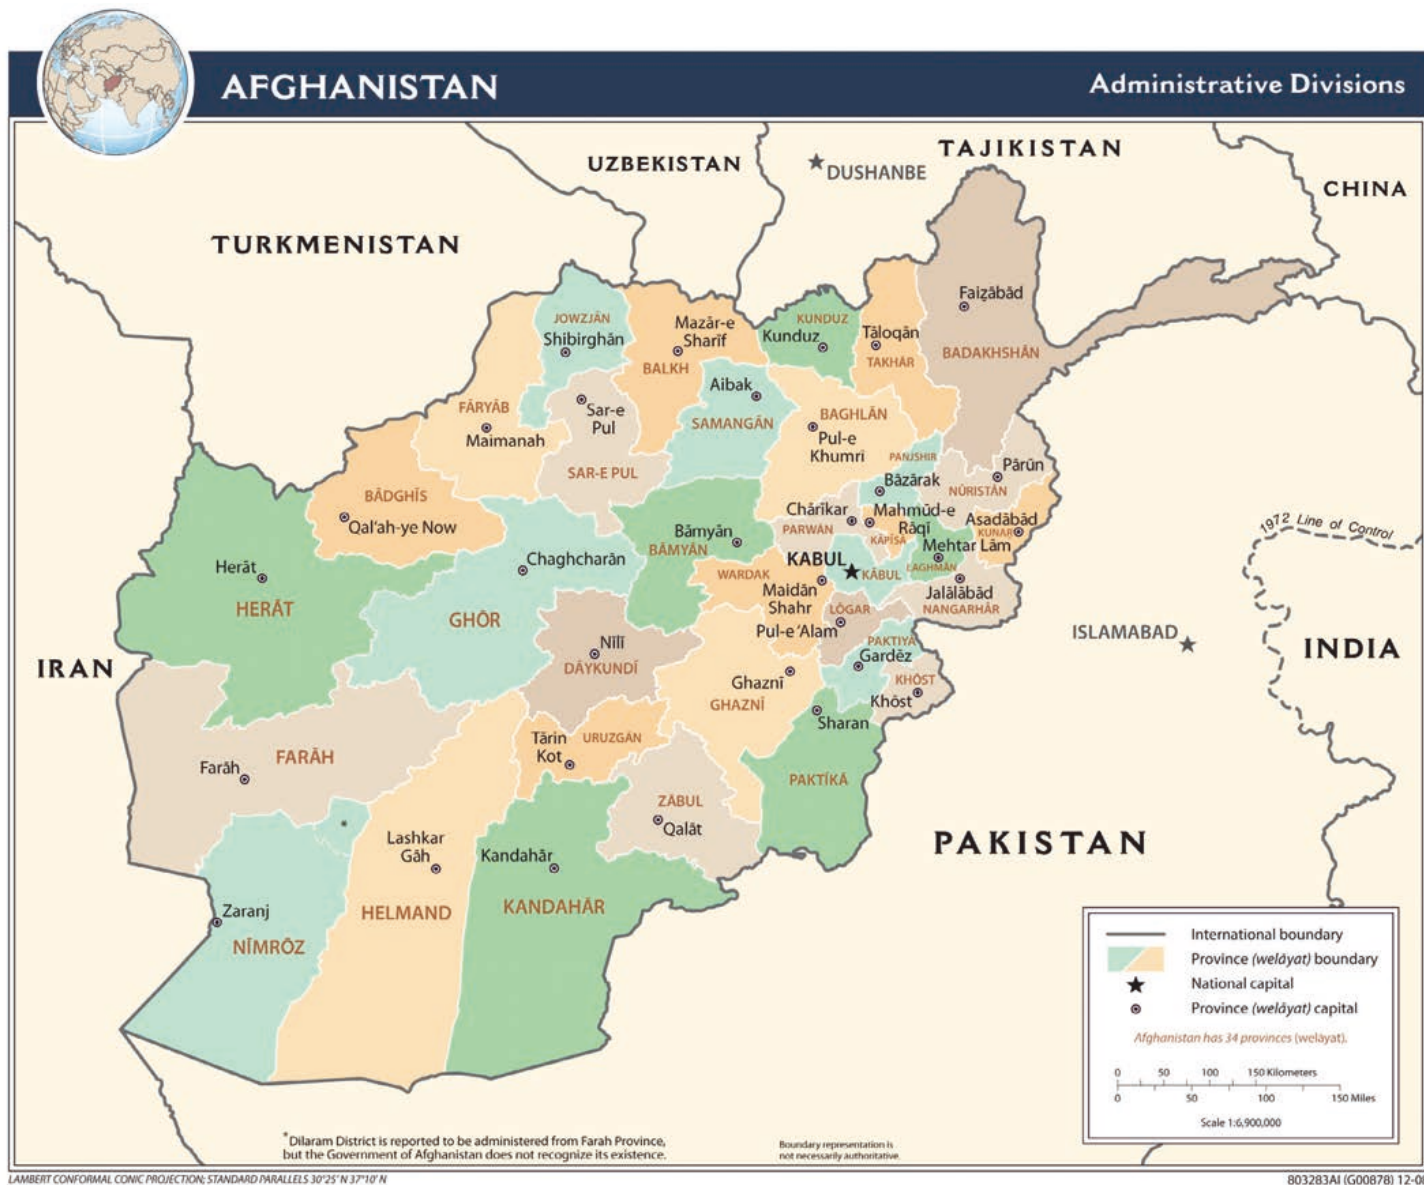 AFGHANISTAN
Administrative Divisions
UZBEKISTAN
TAJIKISTAN
DUSHANBE
CHINA
TURKMENISTAN
Faiẕābād
JOWZJĀN
Shibirghān
Mazār-e
Sharīf
BALKH
KUNDUZ
Kunduz
Tāloqān
TAKHĀR
BADAKHSHĀN
Aibak
SAMANGĀN
FĀRYĀB
Maimanah
Sar-e
Pul
SAR-E PUL
BAGHLĀN
Pul-e
Khumrī
PANJSHIR
Bāzārak
Pārūn
NŪRISTĀN
BĀDGHĪS
Qal‘ah-ye Now
Chārīkar
PARWĀN
Mahmūd-e
Rāqī
KĀPĪSĀ
Asadābād
KUNAR
1972 Line of Control
Bāmyān
BĀMYĀN
Mehtar Lām
LAGHMĀN
Herāt
HERĀT
Chaghcharān
GHŌR
KABUL
KĀBUL
WARDAK
Maidān
Shahr
Jalālābād
NANGARHĀR
LŌGAR
Pul-e ‘Alam
PAKTIYĀ
Gardēz
ISLAMABAD
INDIA
IRAN
Nīlī
DĀYKUNDĪ
Ghaznī
GHAZNĪ
KHŌST
Khōst
Sharan
Tārin
Kot
URUZGĀN
Farāh
FARĀH
PAKTĪKĀ
ZĀBUL
Qalāt
*
Lashkar
Gāh
HELMAND
Kandahār
KANDAHĀR
PAKISTAN
Zaranj
NĪMRŌZ
International boundary
Province (welāyat) boundary
National capital
Province (welāyat) capital
Afghanistan has 34 provinces (welāyat).
0 50 100 150 Kilometers
0 50 100 150 Miles
Scale 1:6,900,000
*Dilaram District is reported to be administered from Farah Province,
but the Government of Afghanistan does not recognize its existence.
Boundary representation is
not necessarily authoritative.
LAMBERT CONFORMAL CONIC PROJECTION; STANDARD PARALLELS 30°25' N 37°10' N
803283AI (G00878)